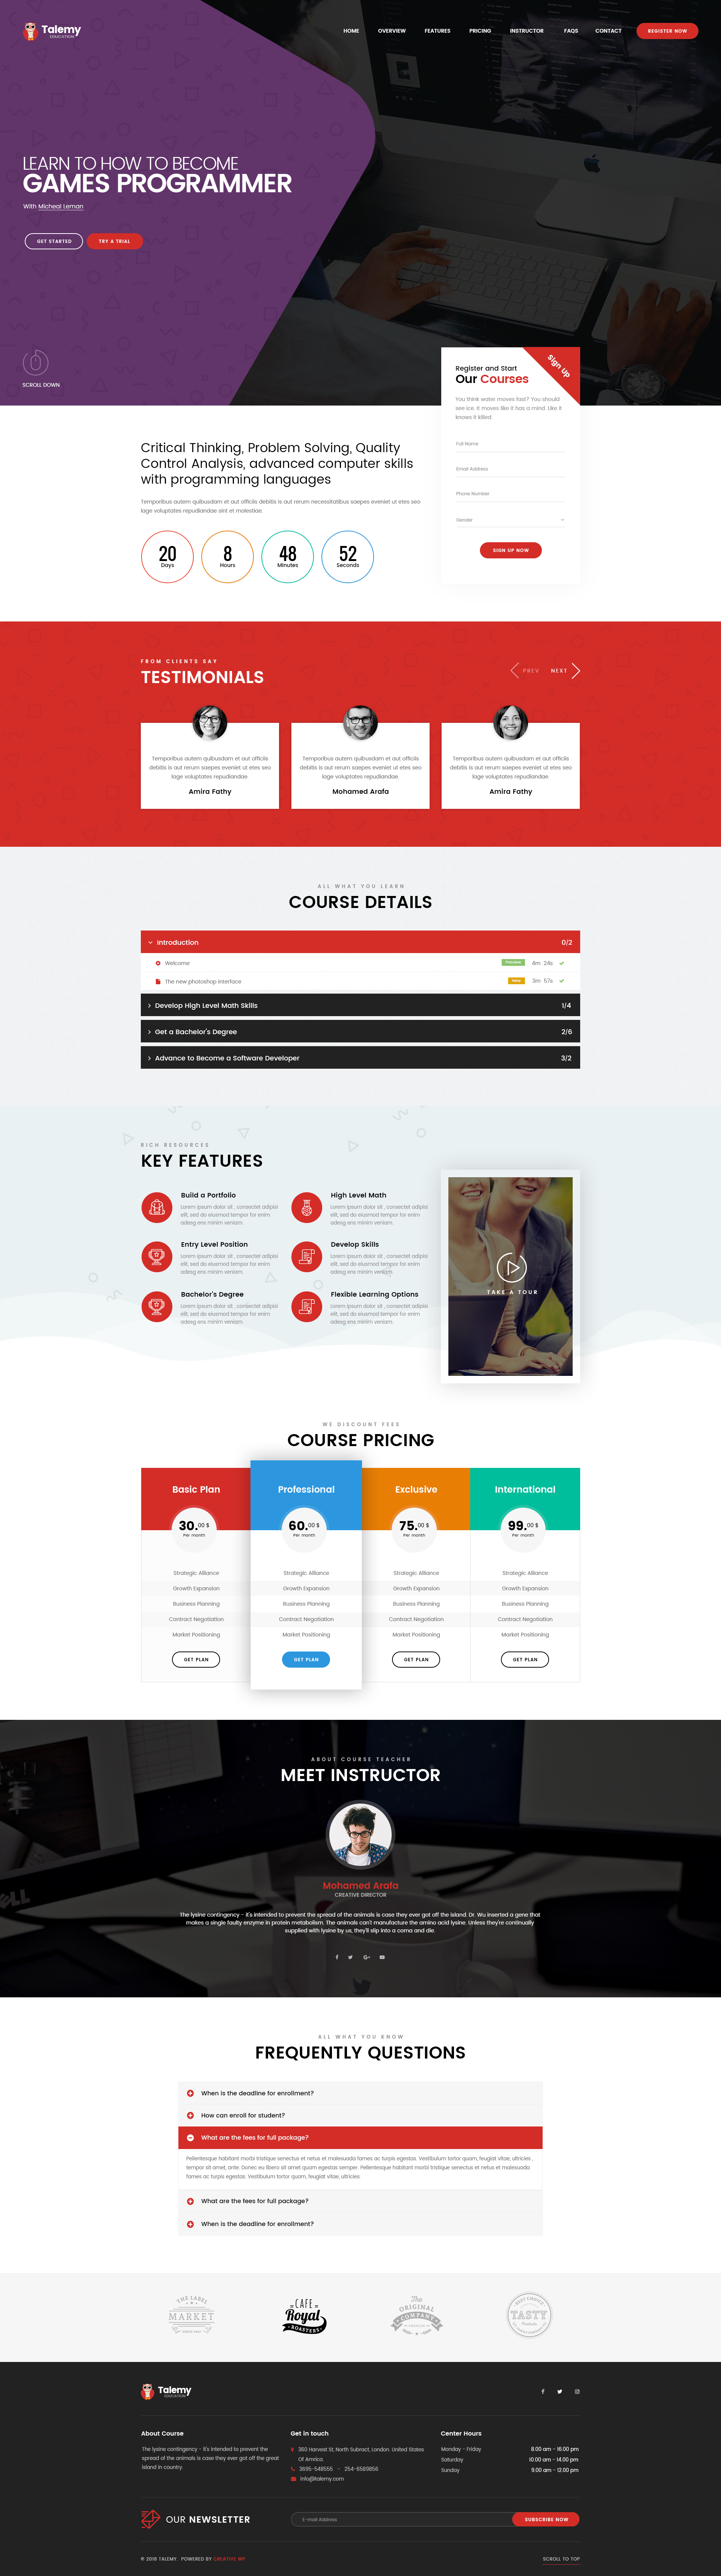 Talemy
EDUCATION
HOME OVERVIEW FEATURES PRICING INSTRUCTOR FAQS CONTACT REGISTER NOW
LEARN TO HOW TO BECOME
GAMES PROGRAMMER
With Micheal Leman
GET STARTED TRY A TRIAL
SCROLL DOWN
Sign Up
Register and Start
Our Courses
You think water moves fast? You should
see ice. It moves like it has a mind. Like it
knows it killed
Full Name
Email Address
Phone Number
Gender
SIGN UP NOW
Critical Thinking, Problem Solving, Quality
Control Analysis, advanced computer skills
with programming languages
Temporibus autem quibusdam et aut officiis debitis is aut rerum necessitatibus saepes eveniet ut etes seo
lage voluptates repudiandae sint et molestiae.
20 8 48 52
Days Hours Minutes Seconds
FROM CLIENTS SAY
TESTIMONIALS
PREV NEXT
Temporibus autem quibusdam et aut officiis
debitis is aut rerum saepes eveniet ut etes seo
lage voluptates repudiandae
Amira Fathy
Temporibus autem quibusdam et aut officiis
debitis is aut rerum saepes eveniet ut etes seo
lage voluptates repudiandae
Mohamed Arafa
Temporibus autem quibusdam et aut officiis
debitis is aut rerum saepes eveniet ut etes seo
lage voluptates repudiandae
Amira Fathy
ALL WHAT YOU LEARN
COURSE DETAILS
Introduction 0/2
Welcome Preview 4m 24s
The new photoshop interface New 3m 57s
Develop High Level Math Skills 1/4
Get a Bachelor's Degree 2/6
Advance to Become a Software Developer 3/2
RICH RESOURCES
KEY FEATURES
Build a Portfolio
Lorem ipsum dolor sit , consectet adipisi
elit, sed do eiusmod tempor for enim
adesg ens minim veniam.
High Level Math
Lorem ipsum dolor sit , consectet adipisi
elit, sed do eiusmod tempor for enim
adesg ens minim veniam.
Entry Level Position
Lorem ipsum dolor sit , consectet adipisi
elit, sed do eiusmod tempor for enim
adesg ens minim veniam.
Develop Skills
Lorem ipsum dolor sit , consectet adipisi
elit, sed do eiusmod tempor for enim
adesg ens minim veniam.
Bachelor's Degree
Lorem ipsum dolor sit , consectet adipisi
elit, sed do eiusmod tempor for enim
adesg ens minim veniam.
Flexible Learning Options
Lorem ipsum dolor sit , consectet adipisi
elit, sed do eiusmod tempor for enim
adesg ens minim veniam.
TAKE A TOUR
WE DISCOUNT FEES
COURSE PRICING
Basic Plan
30.00 $
Per month
Strategic Alliance
Growth Expansion
Business Planning
Contract Negotiation
Market Positioning
GET PLAN
Professional
60.00 $
Per month
Strategic Alliance
Growth Expansion
Business Planning
Contract Negotiation
Market Positioning
GET PLAN
Exclusive
75.00 $
Per month
Strategic Alliance
Growth Expansion
Business Planning
Contract Negotiation
Market Positioning
GET PLAN
International
99.00 $
Per month
Strategic Alliance
Growth Expansion
Business Planning
Contract Negotiation
Market Positioning
GET PLAN
ABOUT COURSE TEACHER
MEET INSTRUCTOR
Mohamed Arafa
CREATIVE DIRECTOR
The lysine contingency - it's intended to prevent the spread of the animals is case they ever got off the island. Dr. Wu inserted a gene that
makes a single faulty enzyme in protein metabolism. The animals can't manufacture the amino acid lysine. Unless they're continually
supplied with lysine by us, they'll slip into a coma and die.
ALL WHAT YOU KNOW
FREQUENTLY QUESTIONS
When is the deadline for enrollment?
How can enroll for student?
What are the fees for full package?
Pellentesque habitant morbi tristique senectus et netus et malesuada fames ac turpis egestas. Vestibulum tortor quam, feugiat vitae, ultricies ,
tempor sit amet, ante. Donec eu libero sit amet quam egestas semper. Pellentesque habitant morbi tristique senectus et netus et malesuada
fames ac turpis egestas. Vestibulum tortor quam, feugiat vitae, ultricies
What are the fees for full package?
When is the deadline for enrollment?
THE LABEL
MARKET
CAFE
Royal
ROASTERS
The
ORIGINAL
COMPANY
TASTY
Talemy
EDUCATION
About Course
The lysine contingency - it's intended to prevent the
spread of the animals is case they ever got off the great
island in country.
Get in touch
360 Harvest St, North Subract, London. United States
Of Amrica.
3695-548555 - 254-6589856
info@talemy.com
Center Hours
Monday - Friday 8.00 am - 16.00 pm
Saturday 10.00 am - 14.00 pm
Sunday 9.00 am - 12.00 pm
OUR NEWSLETTER
E-mail Address
SUBSCRIBE NOW
© 2018 TALEMY. POWERED BY CREATIVE WP
SCROLL TO TOP